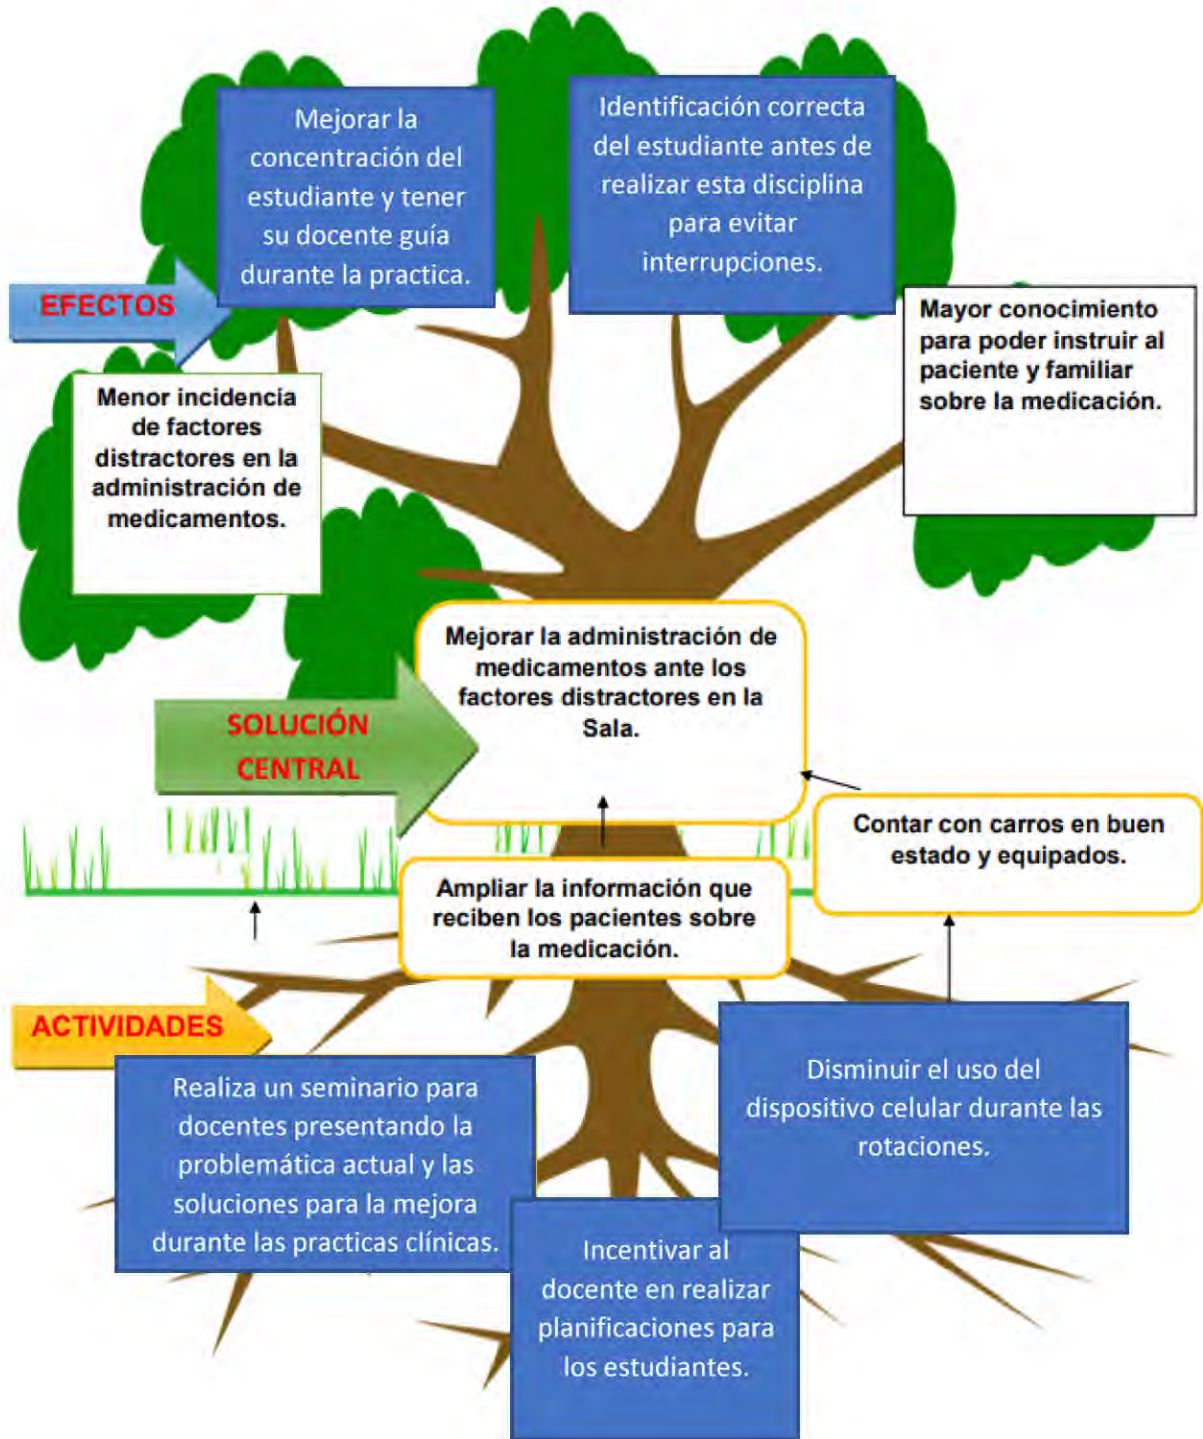 Mejorar la
concentración del
estudiante y tener
su docente guía
durante la practica.
Identificación correcta
del estudiante antes de
realizar esta disciplina
para evitar
interrupciones.
EFECTOS
Mayor conocimiento
para poder instruir al
paciente y familiar
sobre la medicación.
Menor incidencia
de factores
distractores en la
administración de
medicamentos.
Mejorar la administración de
medicamentos ante los
factores distractores en la
Sala.
SOLUCIÓN
CENTRAL
Contar con carros en buen
estado y equipados.
Ampliar la información que
reciben los pacientes sobre
la medicación.
ACTIVIDADES
Realiza un seminario para
docentes presentando la
problemática actual y las
soluciones para la mejora
durante las practicas clínicas.
Disminuir el uso del
dispositivo celular durante las
rotaciones.
Incentivar al
docente en realizar
planificaciones para
los estudiantes.